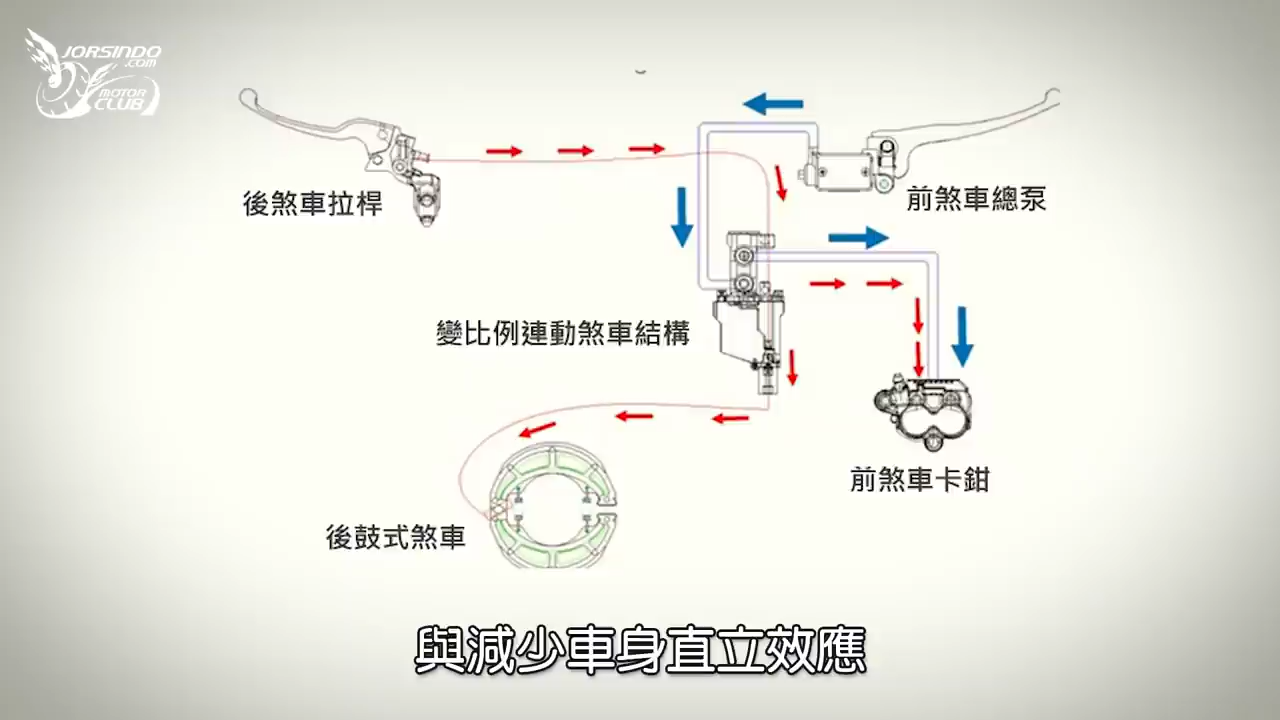 JORSINDO
.COM
MOTOR
CLUB
後煞車拉桿
前煞車總泵
變比例連動煞車結構
前煞車卡鉗
後鼓式煞車
與減少車身直立效應